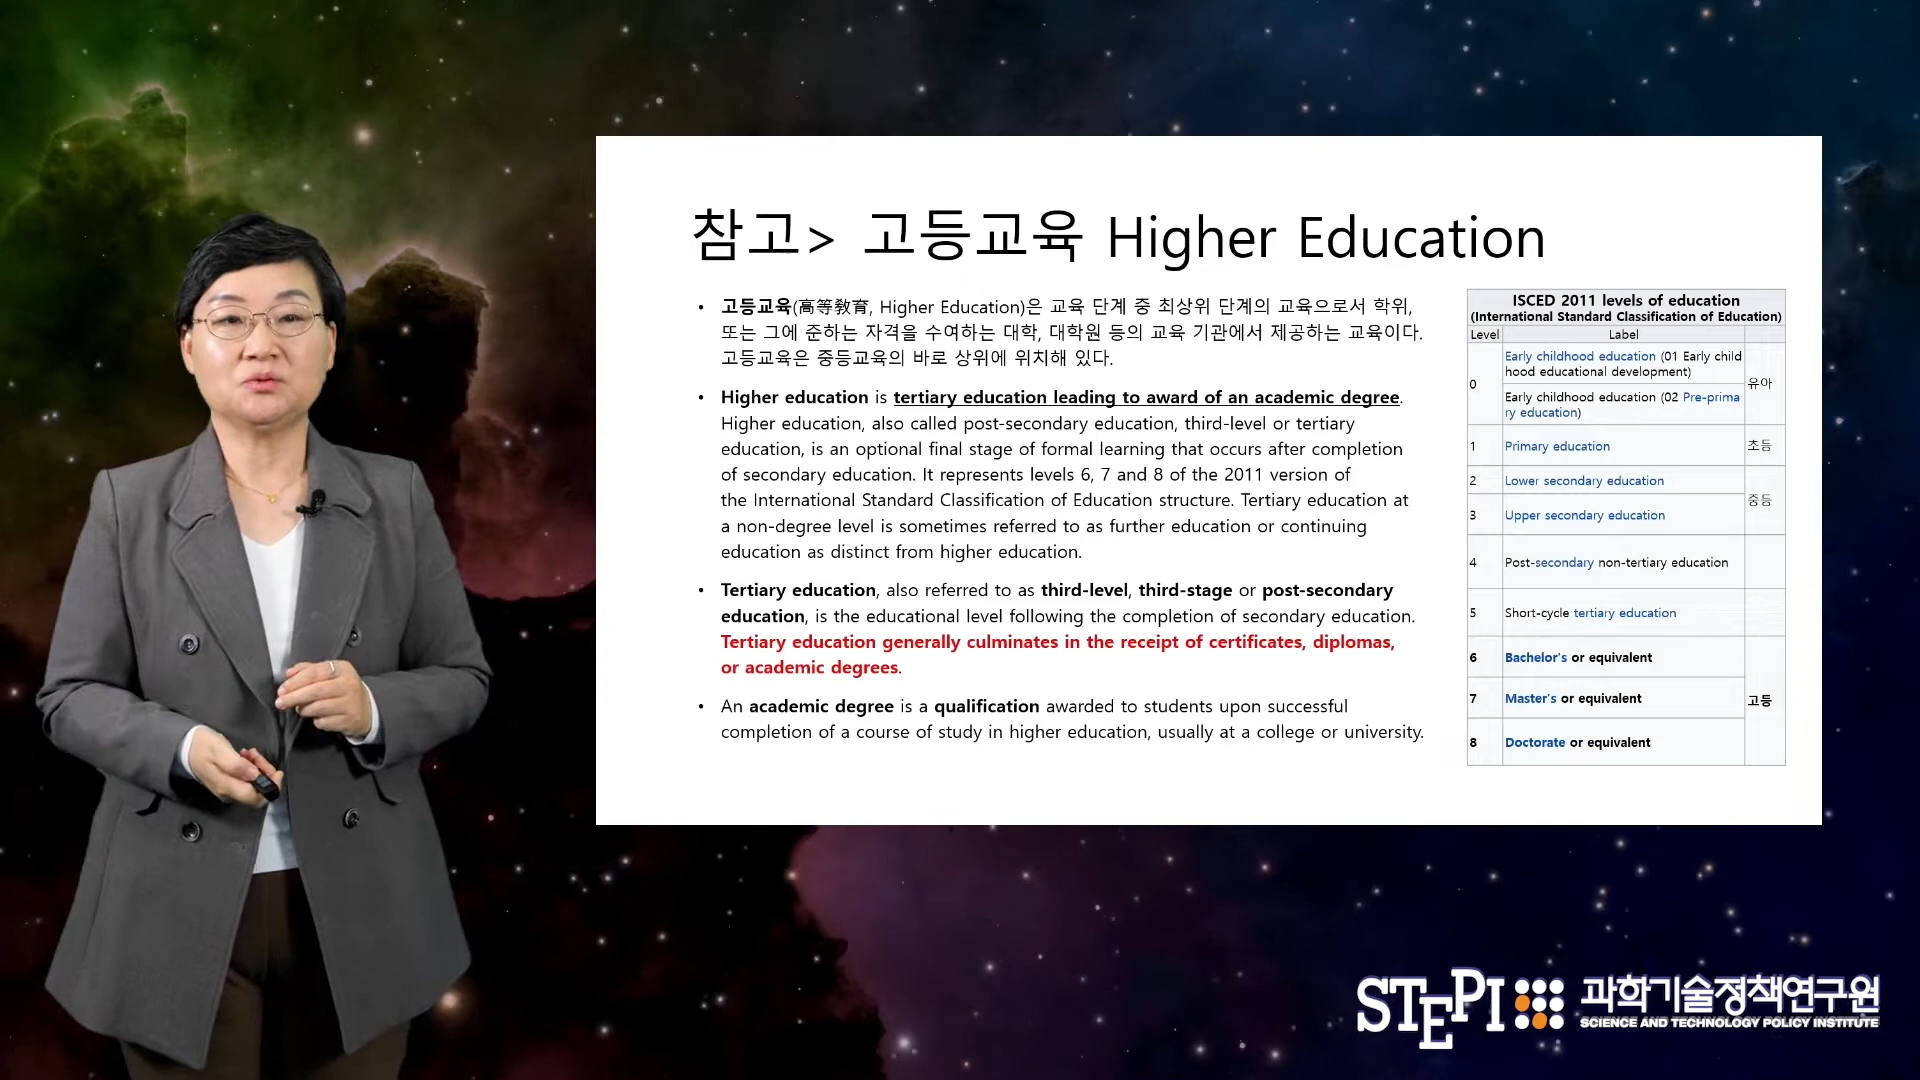 참고> 고등교육 Higher Education
• 고등교육(高等敎育, Higher Education)은 교육 단계 중 최상위 단계의 교육으로서 학위,
또는 그에 준하는 자격을 수여하는 대학, 대학원 등의 교육 기관에서 제공하는 교육이다.
고등교육은 중등교육의 바로 상위에 위치해 있다.
• Higher education is tertiary education leading to award of an academic degree.
Higher education, also called post-secondary education, third-level or tertiary
education, is an optional final stage of formal learning that occurs after completion
of secondary education. It represents levels 6, 7 and 8 of the 2011 version of
the International Standard Classification of Education structure. Tertiary education at
a non-degree level is sometimes referred to as further education or continuing
education as distinct from higher education.
• Tertiary education, also referred to as third-level, third-stage or post-secondary
education, is the educational level following the completion of secondary education.
Tertiary education generally culminates in the receipt of certificates, diplomas,
or academic degrees.
• An academic degree is a qualification awarded to students upon successful
completion of a course of study in higher education, usually at a college or university.
ISCED 2011 levels of education
(International Standard Classification of Education)
Level Label
0 Early childhood education (01 Early child
hood educational development)
유아
Early childhood education (02 Pre-prima
ry education)
1 Primary education 초등
2 Lower secondary education
중등
3 Upper secondary education
4 Post-secondary non-tertiary education
5 Short-cycle tertiary education
6 Bachelor's or equivalent
7 Master's or equivalent 고등
8 Doctorate or equivalent
STEPI 과학기술정책연구원
SCIENCE AND TECHNOLOGY POLICY INSTITUTE